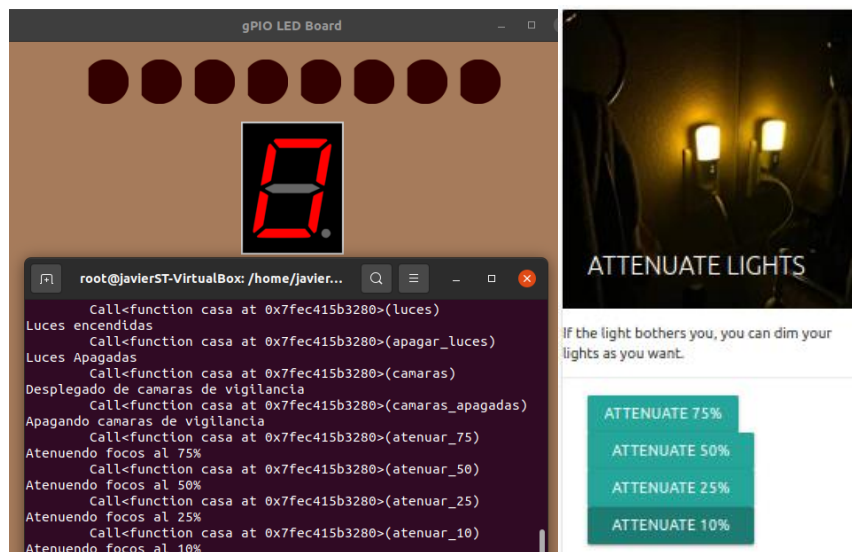 gPIO LED Board
0
root@javierST-VirtualBox: /home/javier...
Call<function casa at 0x7fec415b3280>(luces)
Luces encendidas
Call<function casa at 0x7fec415b3280>(apagar_luces)
Luces Apagadas
Call<function casa at 0x7fec415b3280>(camaras)
Desplegado de camaras de vigilancia
Call<function casa at 0x7fec415b3280>(camaras_apagadas)
Apagando camaras de vigilancia
Call<function casa at 0x7fec415b3280>(atenuar_75)
Atenuendo focos al 75%
Call<function casa at 0x7fec415b3280>(atenuar_50)
Atenuendo focos al 50%
Call<function casa at 0x7fec415b3280>(atenuar_25)
Atenuendo focos al 25%
Call<function casa at 0x7fec415b3280>(atenuar_10)
Atenuendo focos al 10%
ATTENUATE LIGHTS
If the light bothers you, you can dim your
lights as you want.
ATTENUATE 75%
ATTENUATE 50%
ATTENUATE 25%
ATTENUATE 10%